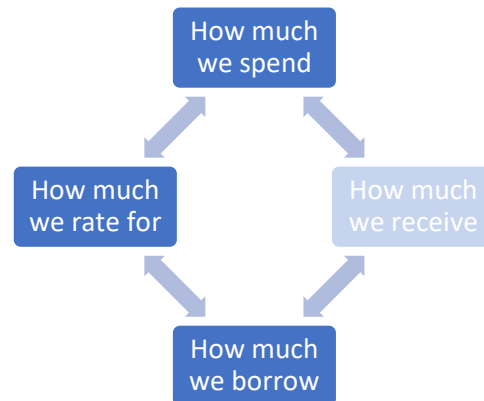 How much
we spend
How much
we rate for
How much
we receive
How much
we borrow